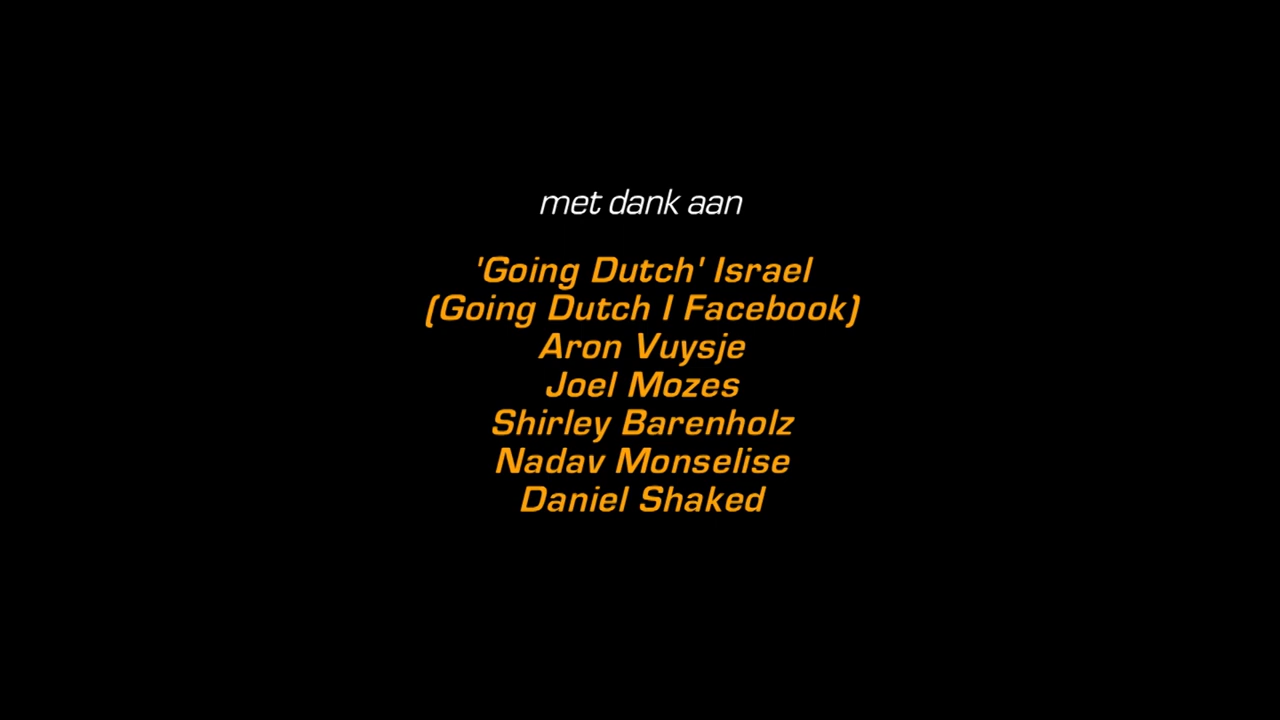 met dank aan
'Going Dutch' Israel
(Going Dutch | Facebook)
Aron Vuysje
Joel Mozes
Shirley Barenholz
Nadav Monselise
Daniel Shaked